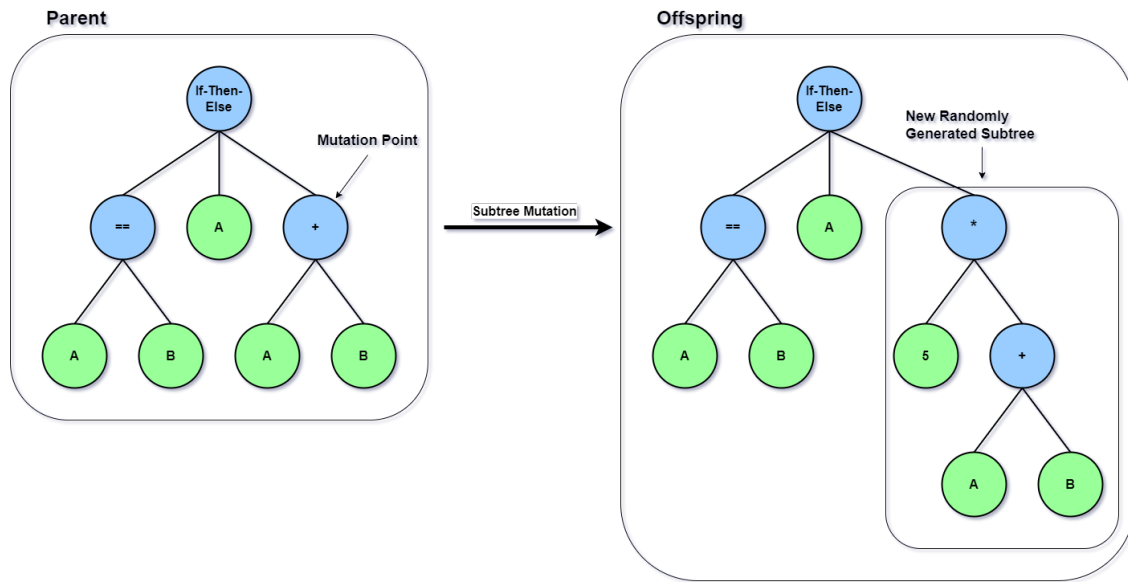 Parent
If-Then-
Else
Mutation Point
==
A
+
A
B
A
B
Subtree Mutation
Offspring
If-Then-
Else
New Randomly
Generated Subtree
==
A
*
A
B
5
+
A
B